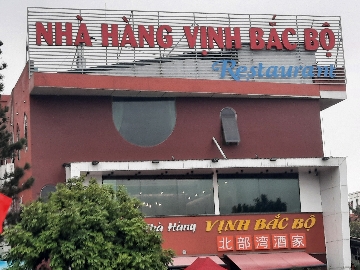 NHÀ HÀNG VỊNH BẮC BỘ
Restaurant
Nhà Hàng VỊNH BẮC BỘ
北部湾酒家